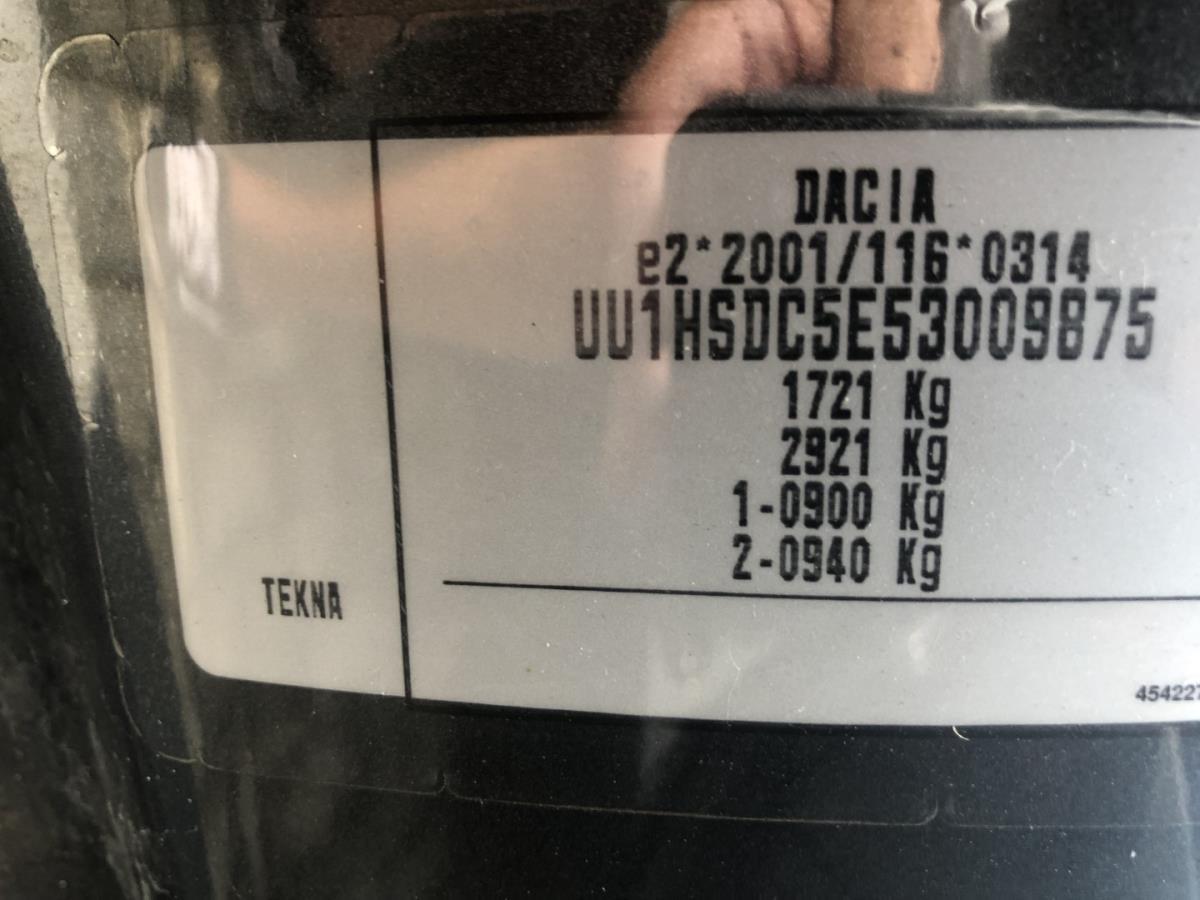 DACIA
e2*2001/116*0314
UU1HSDC5E53009875
1721 Kg
2921 Kg
1-0900 Kg
2-0940 Kg
TEKNA
454227